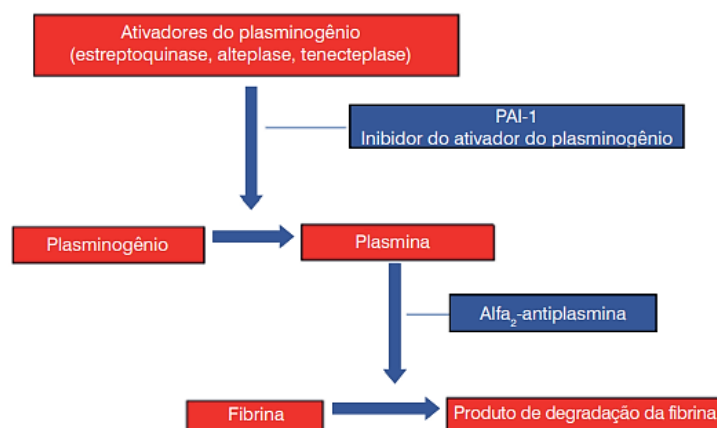 Ativadores do plasminogênio
(estreptoquinase, alteplase, tenecteplase)
PAI-1
Inibidor do ativador do plasminogênio
Plasminogênio
Plasmina
Alfa₂-antiplasmina
Fibrina
Produto de degradação da fibrina